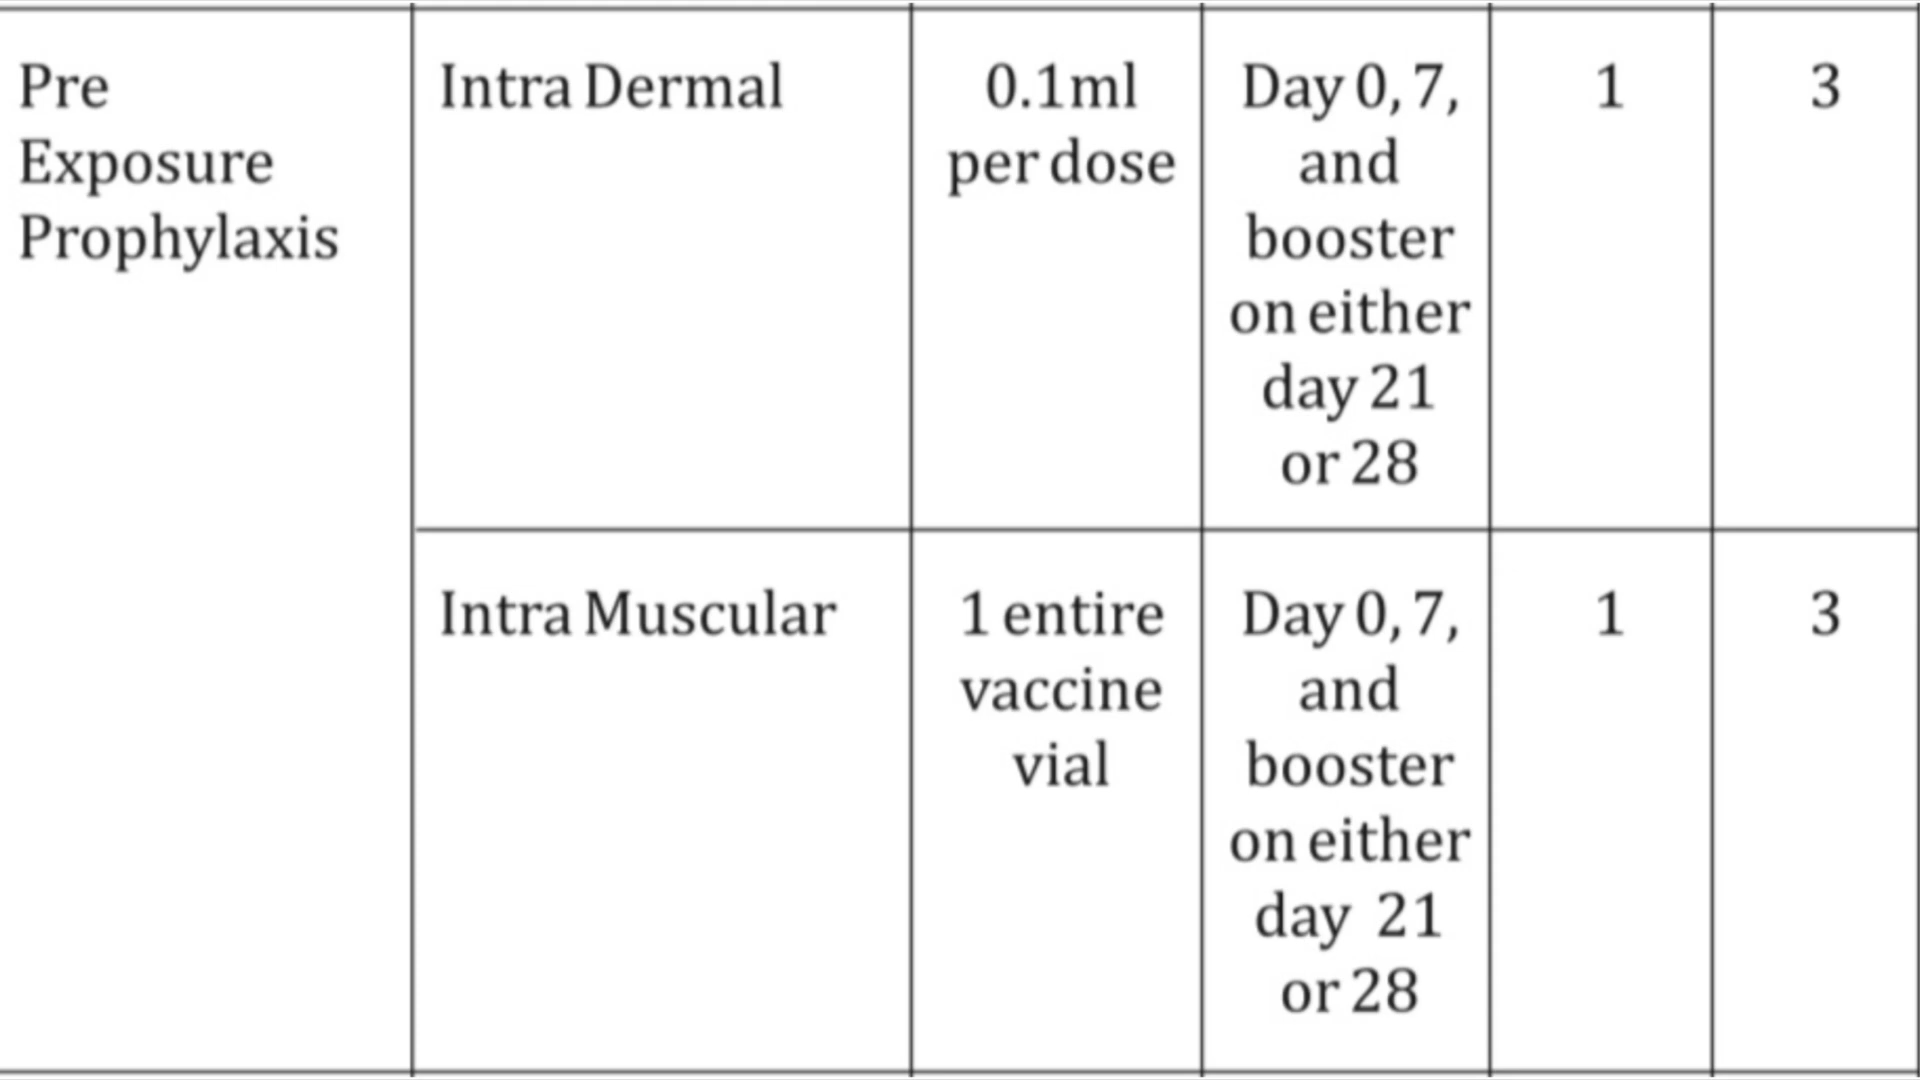 Pre
Exposure
Prophylaxis
Intra Dermal
0.1ml
per dose
Day 0, 7,
and
booster
on either
day 21
or 28
1
3
Intra Muscular
1 entire
vaccine
vial
Day 0, 7,
and
booster
on either
day 21
or 28
1
3